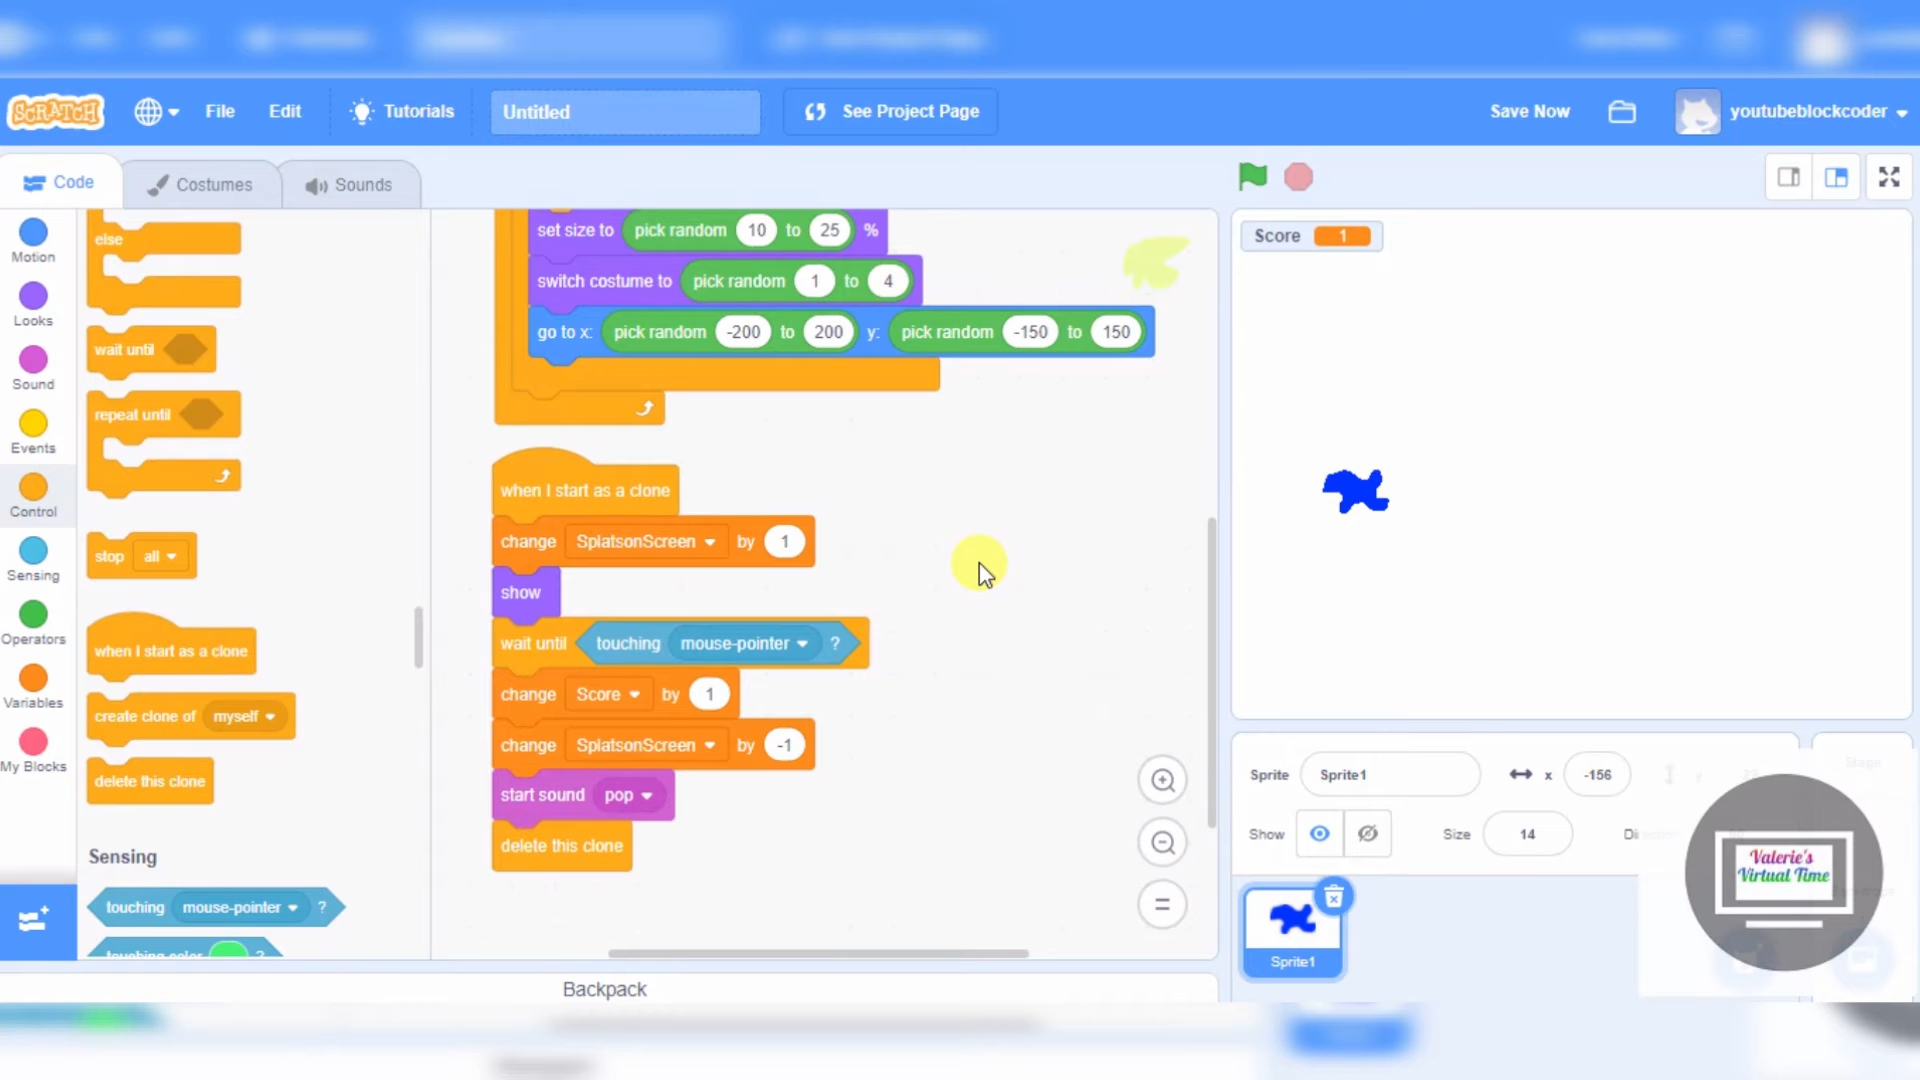 SCRATCH File Edit Tutorials Untitled See Project Page Save Now youtubeblockcoder
Code Costumes Sounds
Motion
Looks
Sound
Events
Control
Sensing
Operators
Variables
My Blocks
else
wait until
repeat until
stop all
when I start as a clone
create clone of myself
delete this clone
Sensing
touching mouse-pointer ?
touching color ?
set size to pick random 10 to 25 %
switch costume to pick random 1 to 4
go to x: pick random -200 to 200 y: pick random -150 to 150
when I start as a clone
change SplatsonScreen by 1
show
wait until touching mouse-pointer ?
change Score by 1
change SplatsonScreen by -1
start sound pop
delete this clone
Backpack
Score 1
Sprite Sprite1 x -156
Show Size 14
Sprite1
Stage
Valerie's
Virtual Time